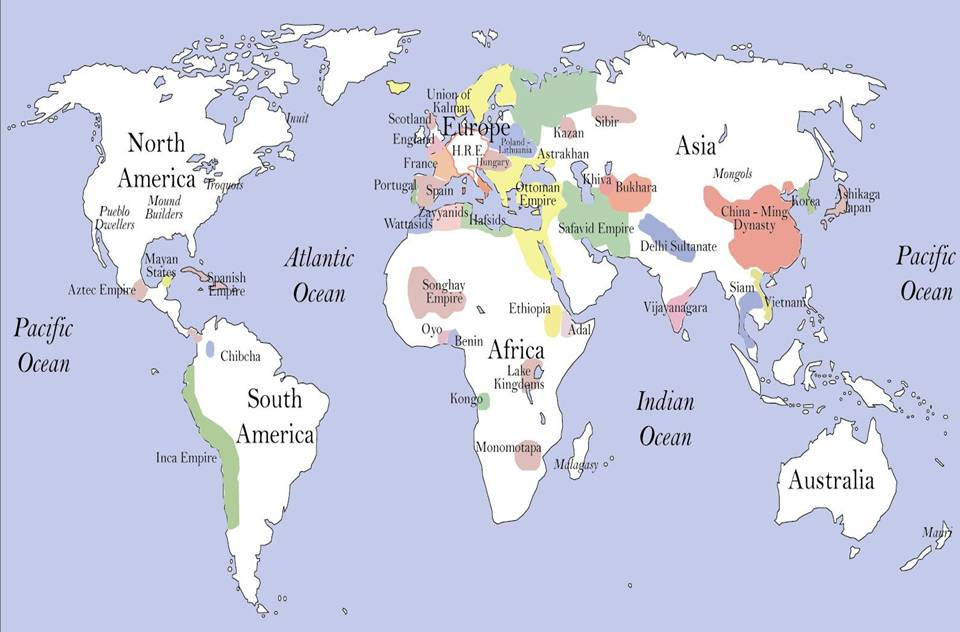 Inuit
North
America
Iroquois
Mound
Builders
Pueblo
Dwellers
Mayan
States
Aztec Empire
Spanish
Empire
Chibcha
South
America
Inca Empire
Atlantic
Ocean
Pacific
Ocean
Union of
Kalmar
Scotland
England
Europe
H.R.E.
Poland -
Lithuania
Hungary
France
Portugal
Spain
Kazan
Sibir
Astrakhan
Ottoman
Empire
Wattasids
Zayyanids
Hafsids
Songhay
Empire
Oyo
Benin
Ethiopia
Adal
Africa
Lake
Kingdoms
Kongo
Monomotapa
Malagasy
Asia
Mongols
Khiva
Bukhara
Safavid Empire
Delhi Sultanate
Vijayanagara
China - Ming
Dynasty
Korea
Ashikaga
Japan
Siam
Vietnam
Indian
Ocean
Pacific
Ocean
Australia
Mauri